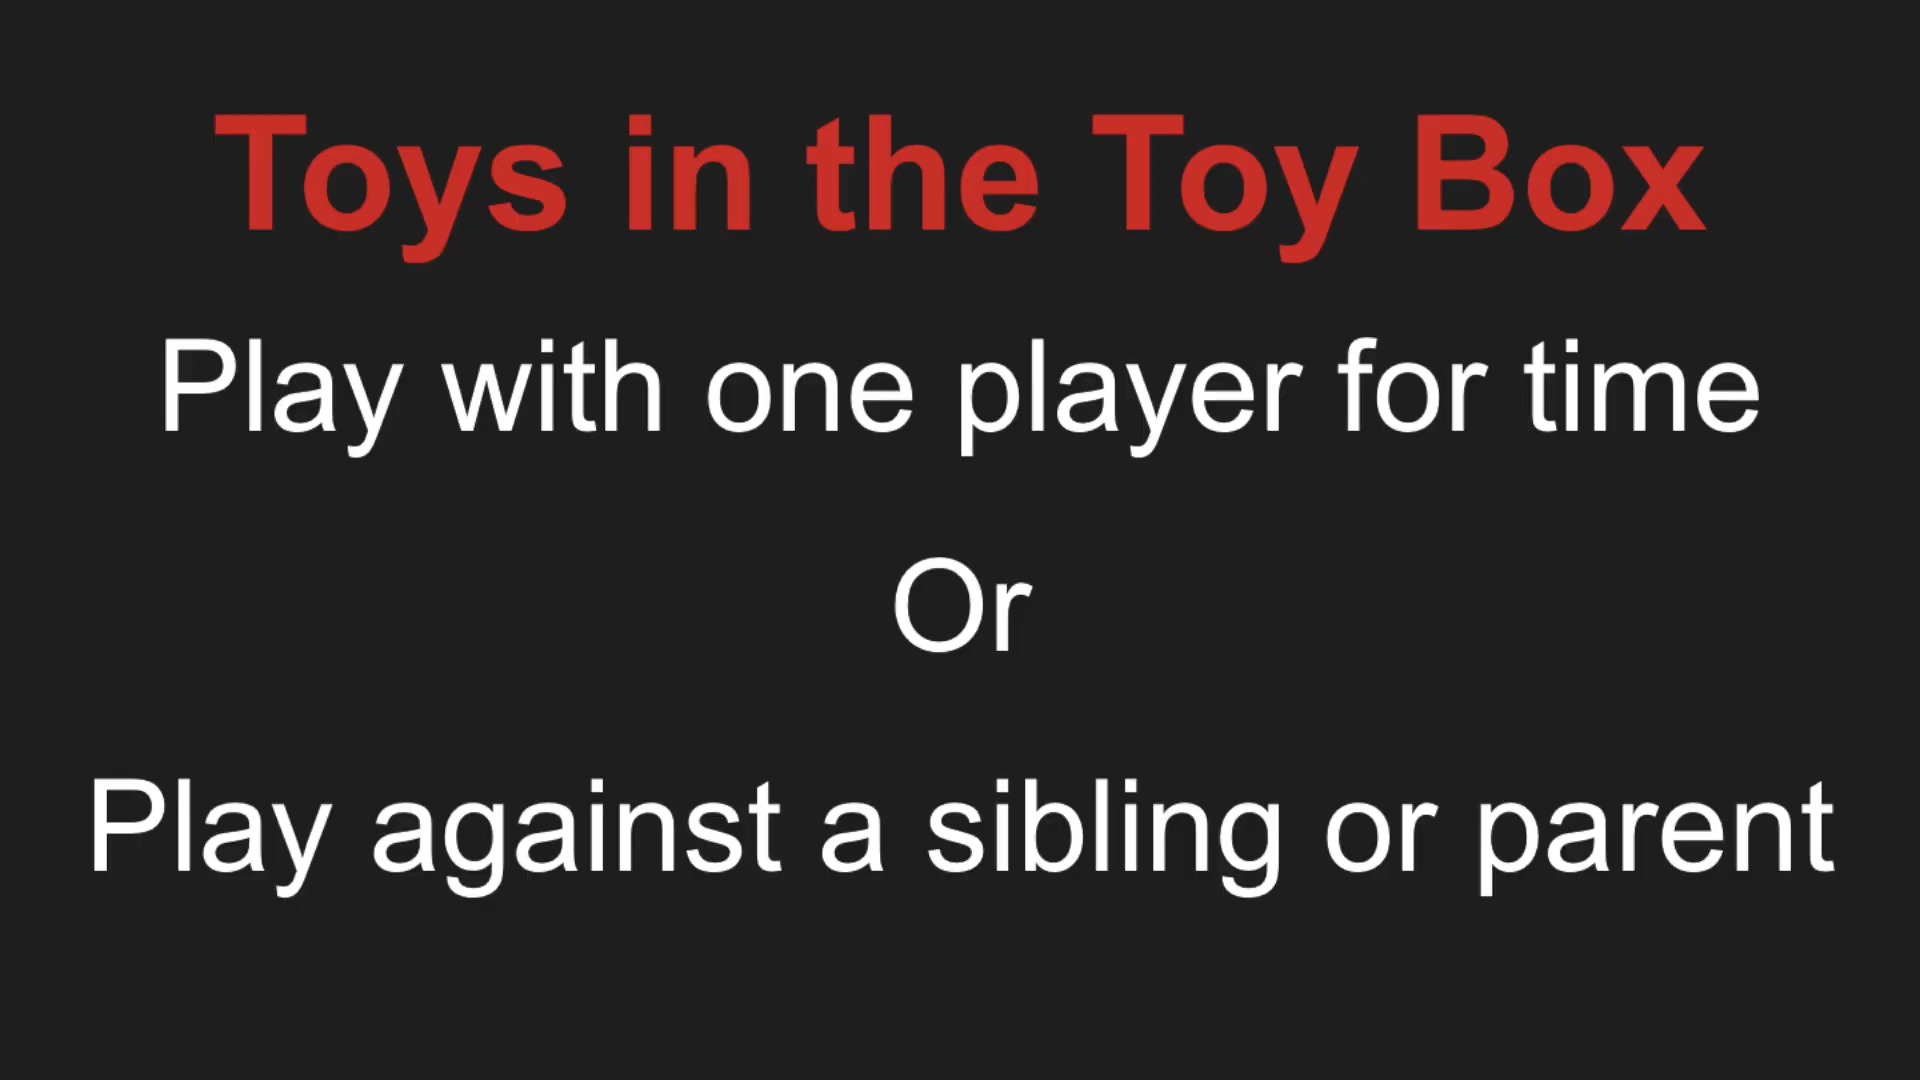 Toys in the Toy Box
Play with one player for time
Or
Play against a sibling or parent